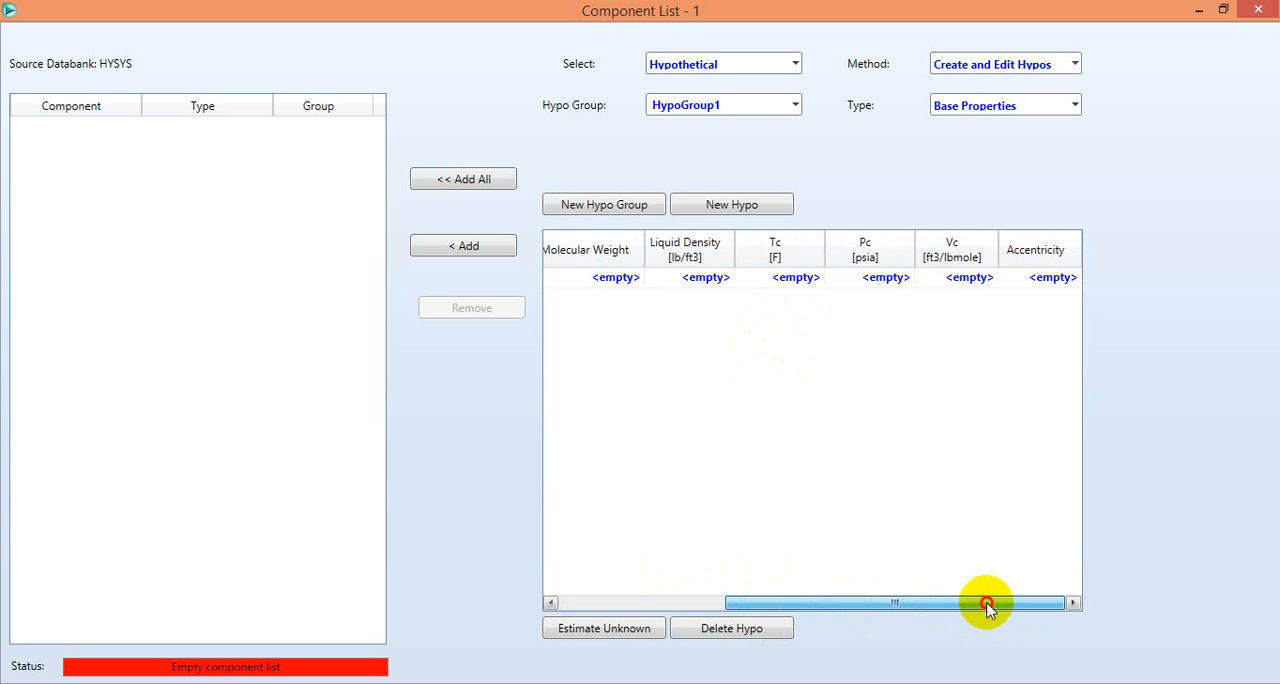 Component List - 1
Source Databank: HYSYS
Select: Hypothetical Method: Create and Edit Hypos
Hypo Group: HypoGroup1 Type: Base Properties
Component Type Group
<< Add All
New Hypo Group New Hypo
< Add
Molecular Weight Liquid Density [lb/ft3] Tc [F] Pc [psia] Vc [ft3/lbmole] Accentricity
<empty> <empty> <empty> <empty> <empty> <empty>
Remove
Estimate Unknown Delete Hypo
Status: Empty component list